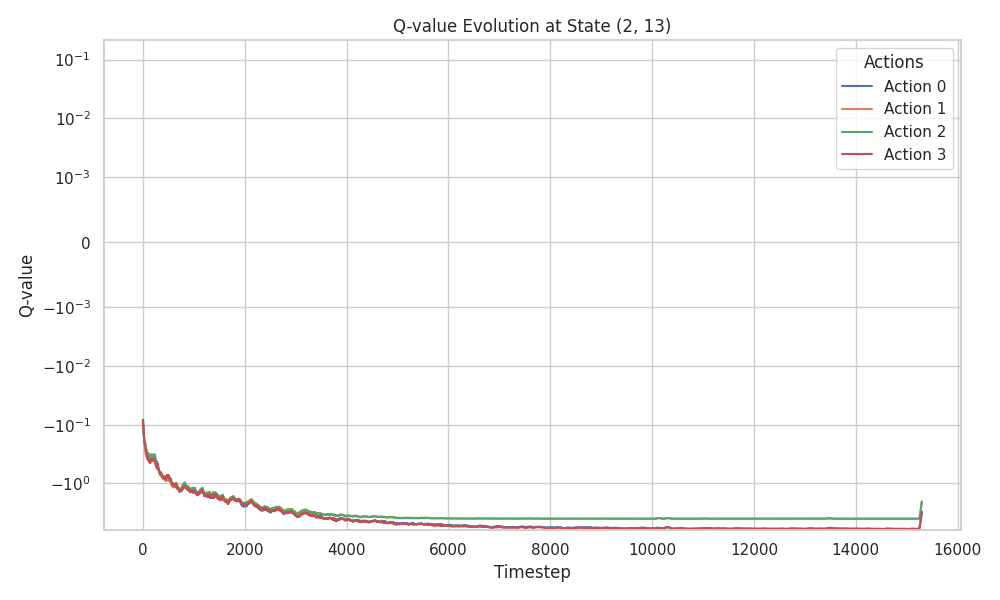 Q-value Evolution at State (2, 13)
Actions
Action 0
Action 1
Action 2
Action 3
Q-value
10⁻¹
10⁻²
10⁻³
0
−10⁻³
−10⁻²
−10⁻¹
−10⁰
0 2000 4000 6000 8000 10000 12000 14000 16000
Timestep